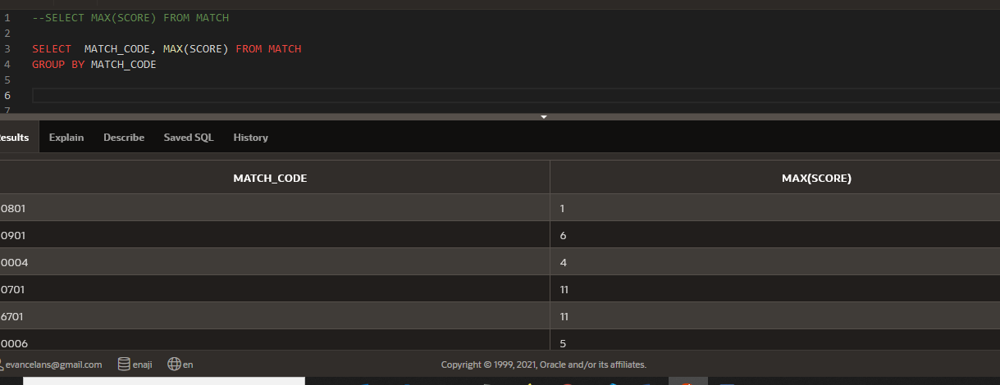 1 --SELECT MAX(SCORE) FROM MATCH
2
3 SELECT  MATCH_CODE, MAX(SCORE) FROM MATCH
4 GROUP BY MATCH_CODE
5
6
7
esults Explain Describe Saved SQL History
MATCH_CODE MAX(SCORE)
0801 1
0901 6
0004 4
0701 11
6701 11
0006 5
evancelans@gmail.com enaji en Copyright © 1999, 2021, Oracle and/or its affiliates.